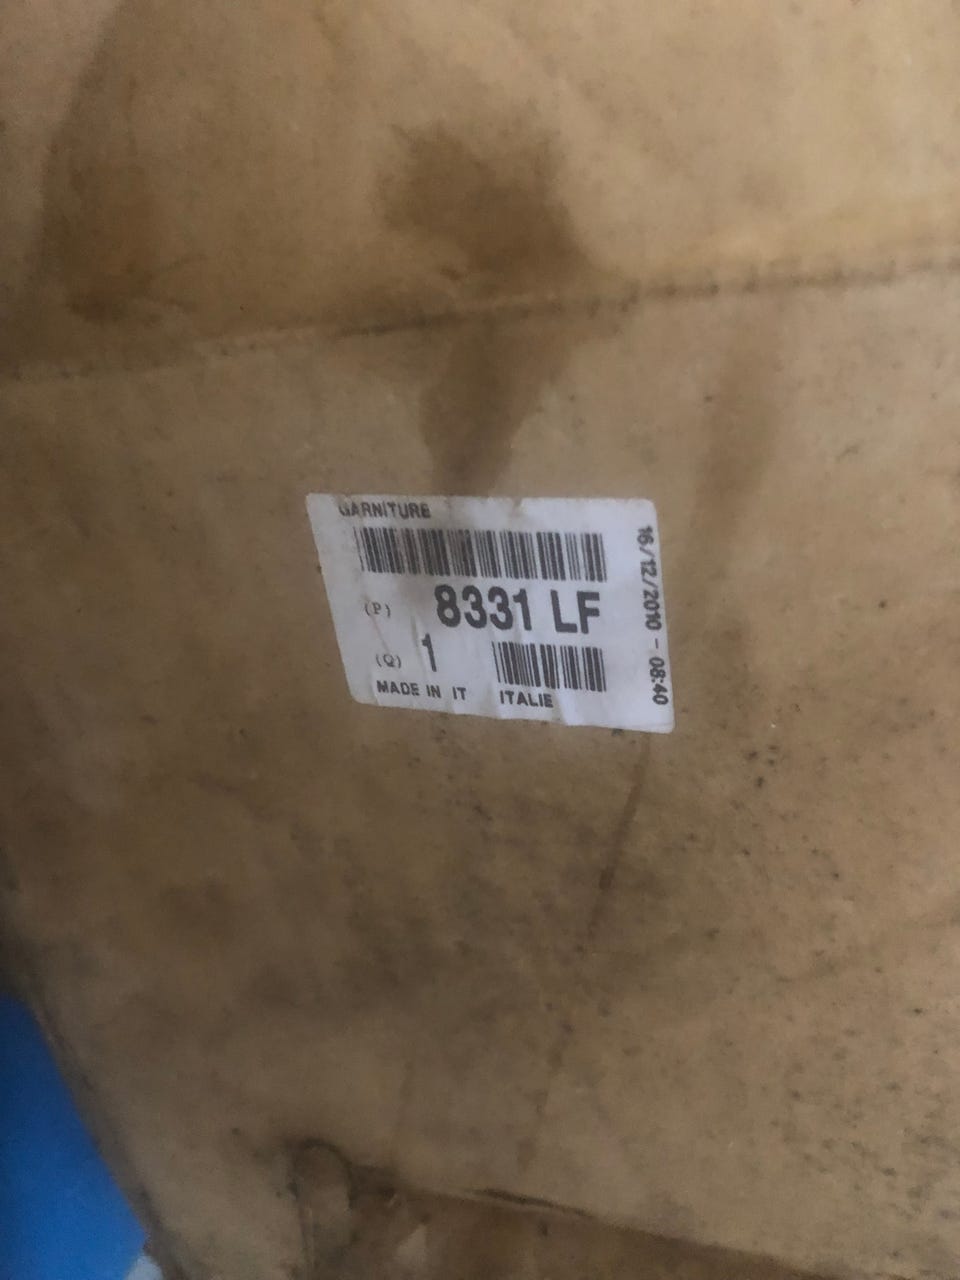 GARNITURE
(P) 8331 LF
(Q) 1
MADE IN IT ITALIE
16/12/2010 - 08:40